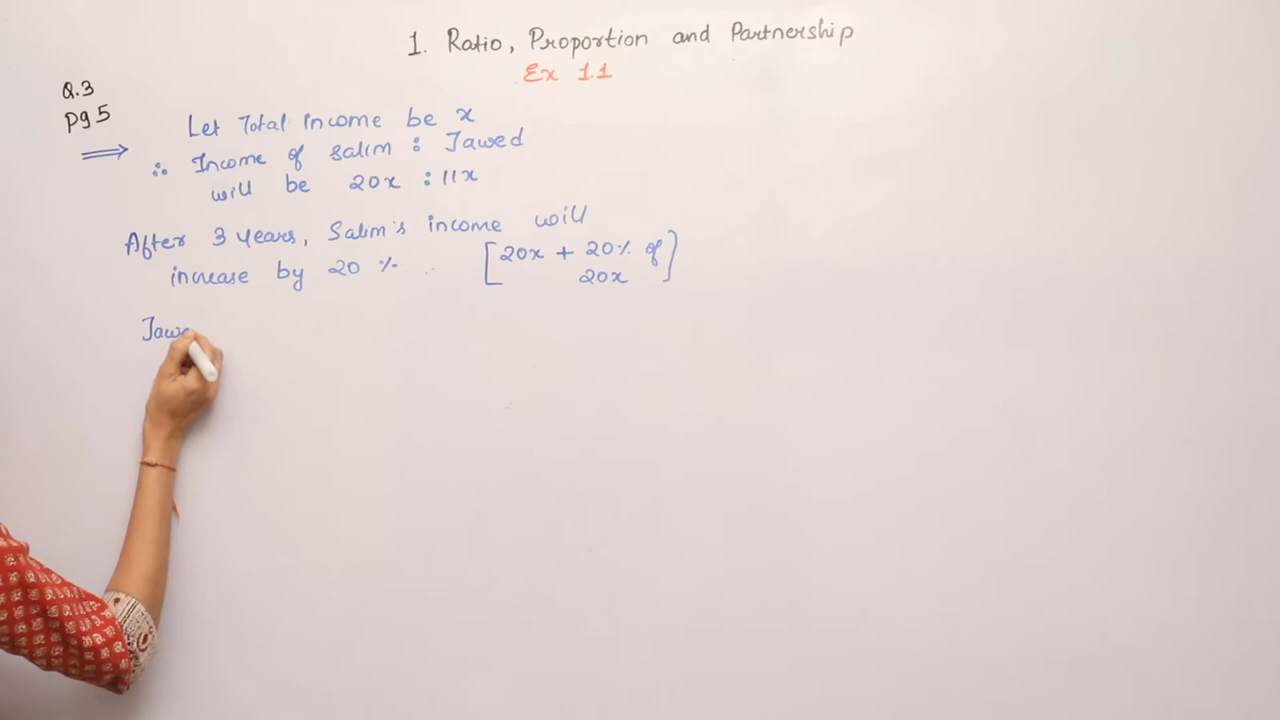 1. Ratio, Proportion and Partnership
Ex 1.1
Q.3
Pg 5
Let Total Income be x
∴ Income of Salim : Jawed
will be 20x : 11x
After 3 years, Salim's income will
increase by 20 % [20x + 20% of
20x]
Jawe